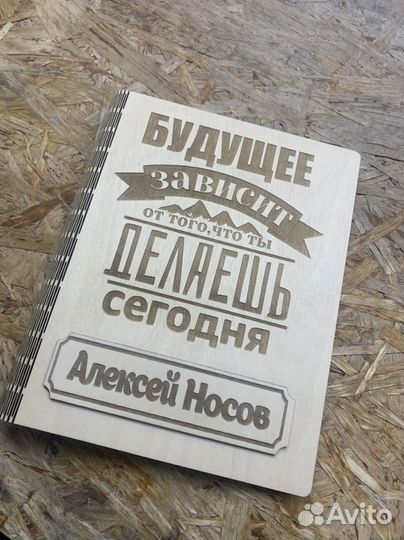 БУДУЩЕЕ
зависит
от того, что ты
ДЕЛАЕШЬ
сегодня
Алексей Носов
Avito